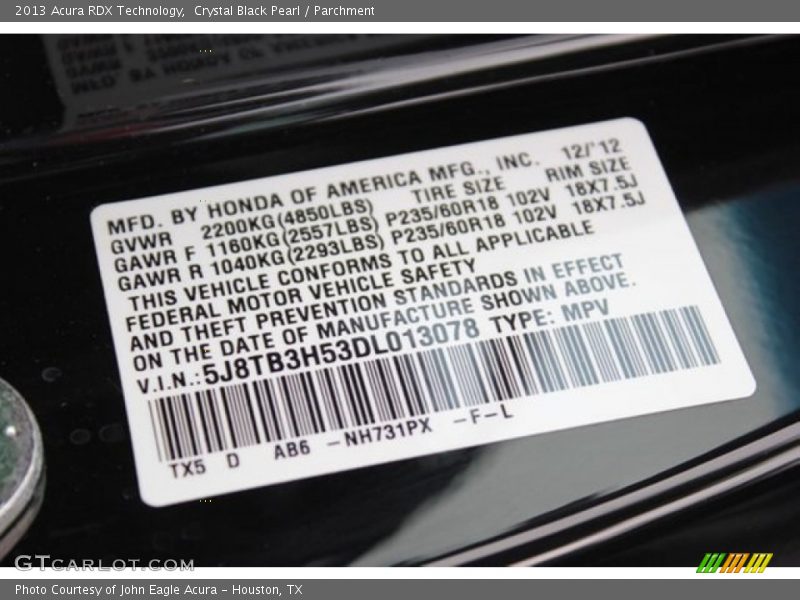 2013 Acura RDX Technology,  Crystal Black Pearl / Parchment
MFD. BY HONDA OF AMERICA MFG., INC. 12/'12
GVWR 2200KG(4850LBS) TIRE SIZE RIM SIZE
GAWR F 1160KG(2557LBS) P235/60R18 102V 18X7.5J
GAWR R 1040KG(2293LBS) P235/60R18 102V 18X7.5J
THIS VEHICLE CONFORMS TO ALL APPLICABLE
FEDERAL MOTOR VEHICLE SAFETY
AND THEFT PREVENTION STANDARDS IN EFFECT
ON THE DATE OF MANUFACTURE SHOWN ABOVE.
V.I.N.:5J8TB3H53DL013078 TYPE: MPV
TX5 D AB6 -NH731PX -F-L
GTCARLOT.COM
Photo Courtesy of John Eagle Acura - Houston, TX